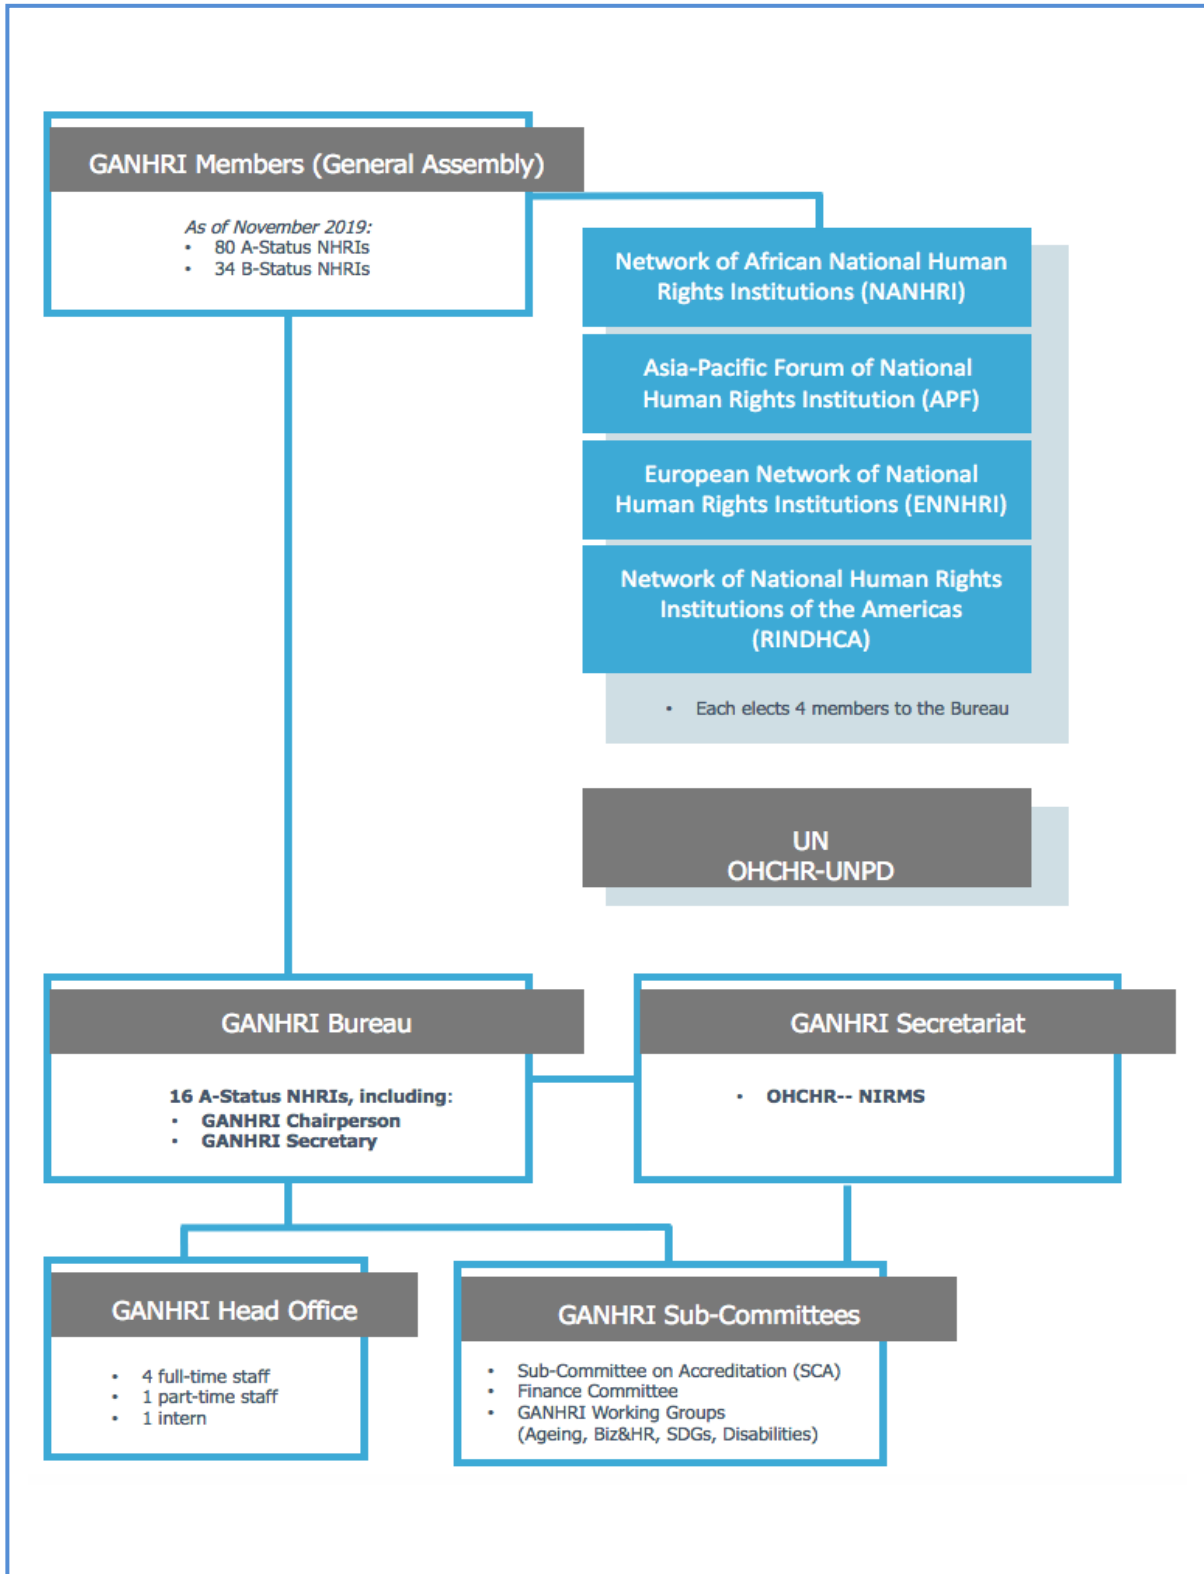 GANHRI Members (General Assembly)
As of November 2019:
• 80 A-Status NHRIs
• 34 B-Status NHRIs
Network of African National Human
Rights Institutions (NANHRI)
Asia-Pacific Forum of National
Human Rights Institution (APF)
European Network of National
Human Rights Institutions (ENNHRI)
Network of National Human Rights
Institutions of the Americas
(RINDHCA)
• Each elects 4 members to the Bureau
UN
OHCHR-UNPD
GANHRI Bureau
16 A-Status NHRIs, including:
• GANHRI Chairperson
• GANHRI Secretary
GANHRI Secretariat
• OHCHR-- NIRMS
GANHRI Head Office
• 4 full-time staff
• 1 part-time staff
• 1 intern
GANHRI Sub-Committees
• Sub-Committee on Accreditation (SCA)
• Finance Committee
• GANHRI Working Groups
(Ageing, Biz&HR, SDGs, Disabilities)